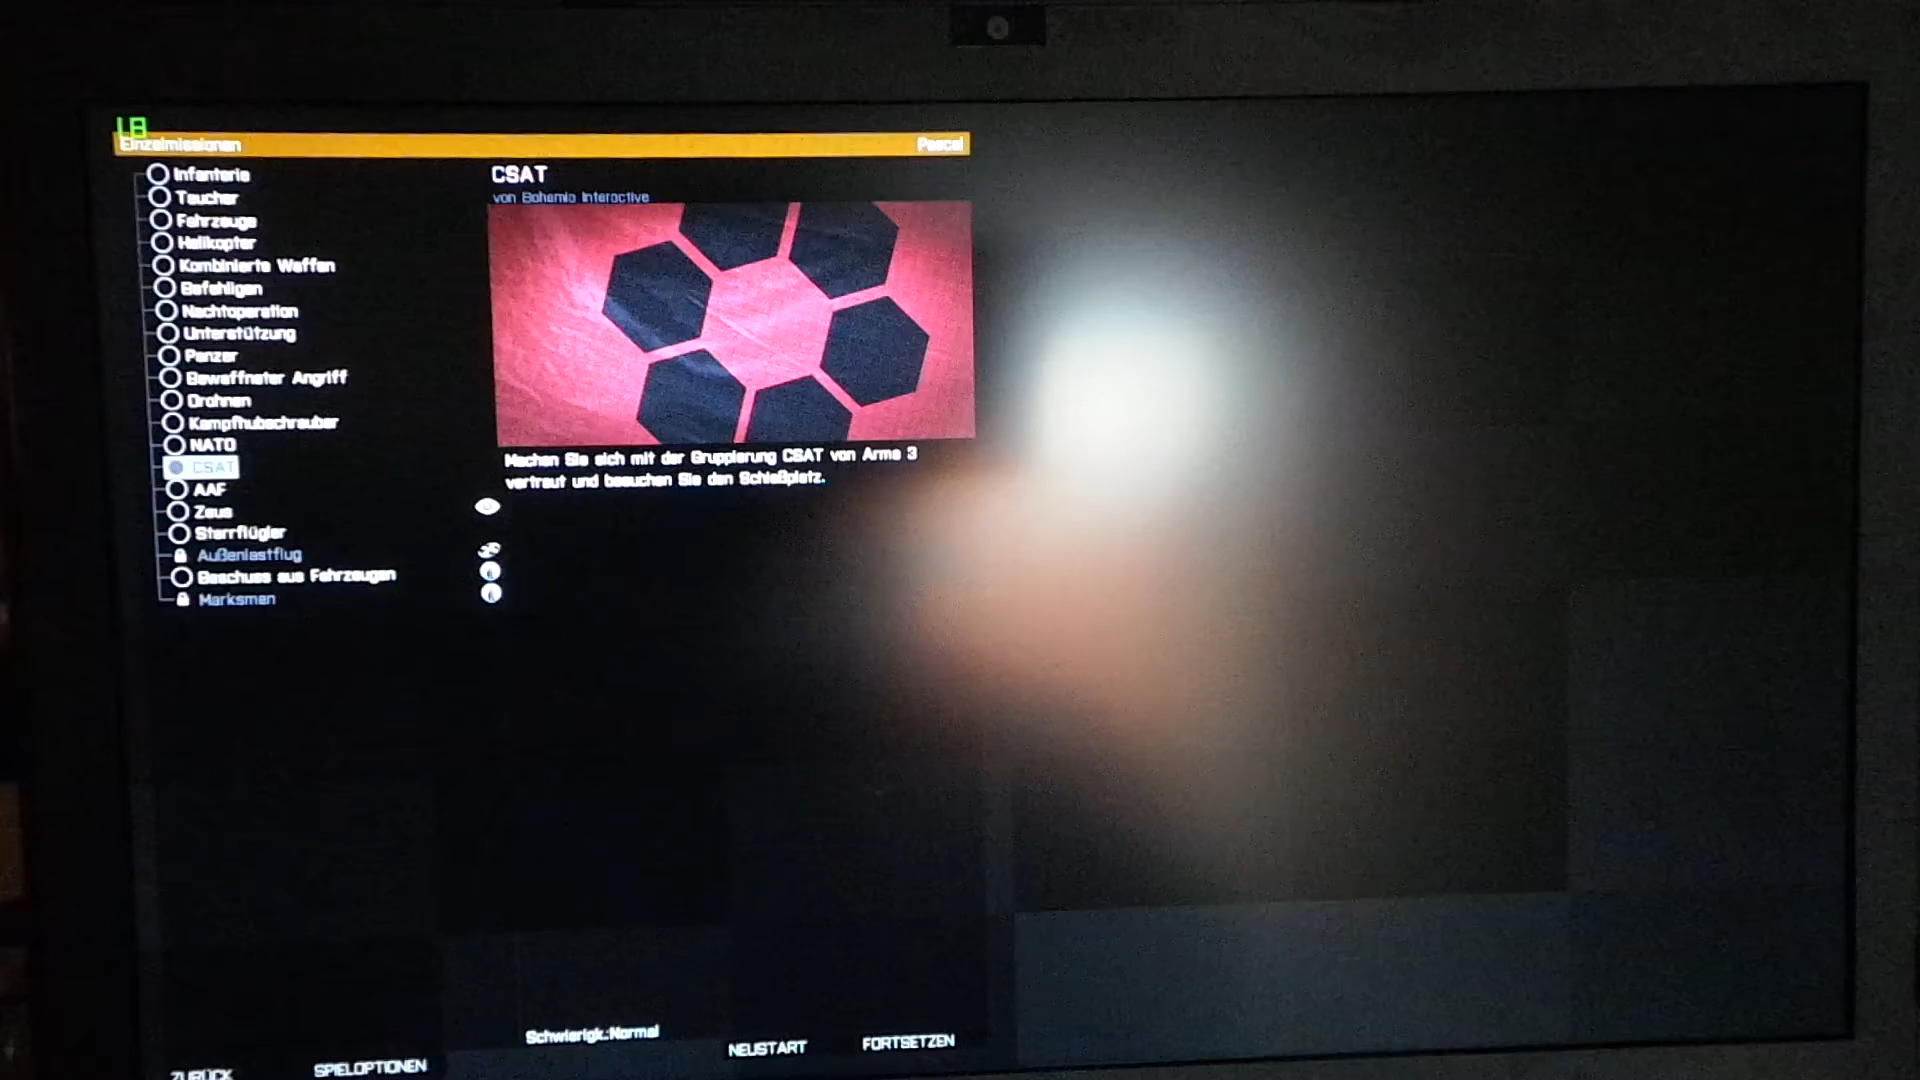 18
Einzelmissionen
Pascal
Infanterie
Taucher
Fahrzeuge
Helikopter
Kombinierte Waffen
Befehligen
Nachtoperation
Unterstützung
Panzer
Bewaffneter Angriff
Drohnen
Kampfhubschrauber
NATO
CSAT
AAF
Zeus
Starrflügler
Außenlastflug
Beschuss aus Fahrzeugen
Marksmen
CSAT
von Bohemia Interactive
Machen Sie sich mit der Gruppierung CSAT von Arma 3
vertraut und besuchen Sie den Schießplatz.
Schwierigk.:Normal
ZURÜCK
SPIELOPTIONEN
NEUSTART
FORTSETZEN